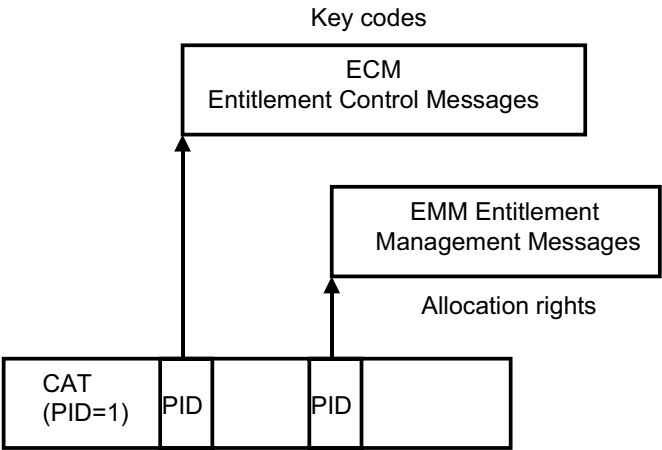 Key codes
ECM
Entitlement Control Messages
EMM Entitlement
Management Messages
Allocation rights
CAT
(PID=1)
PID
PID